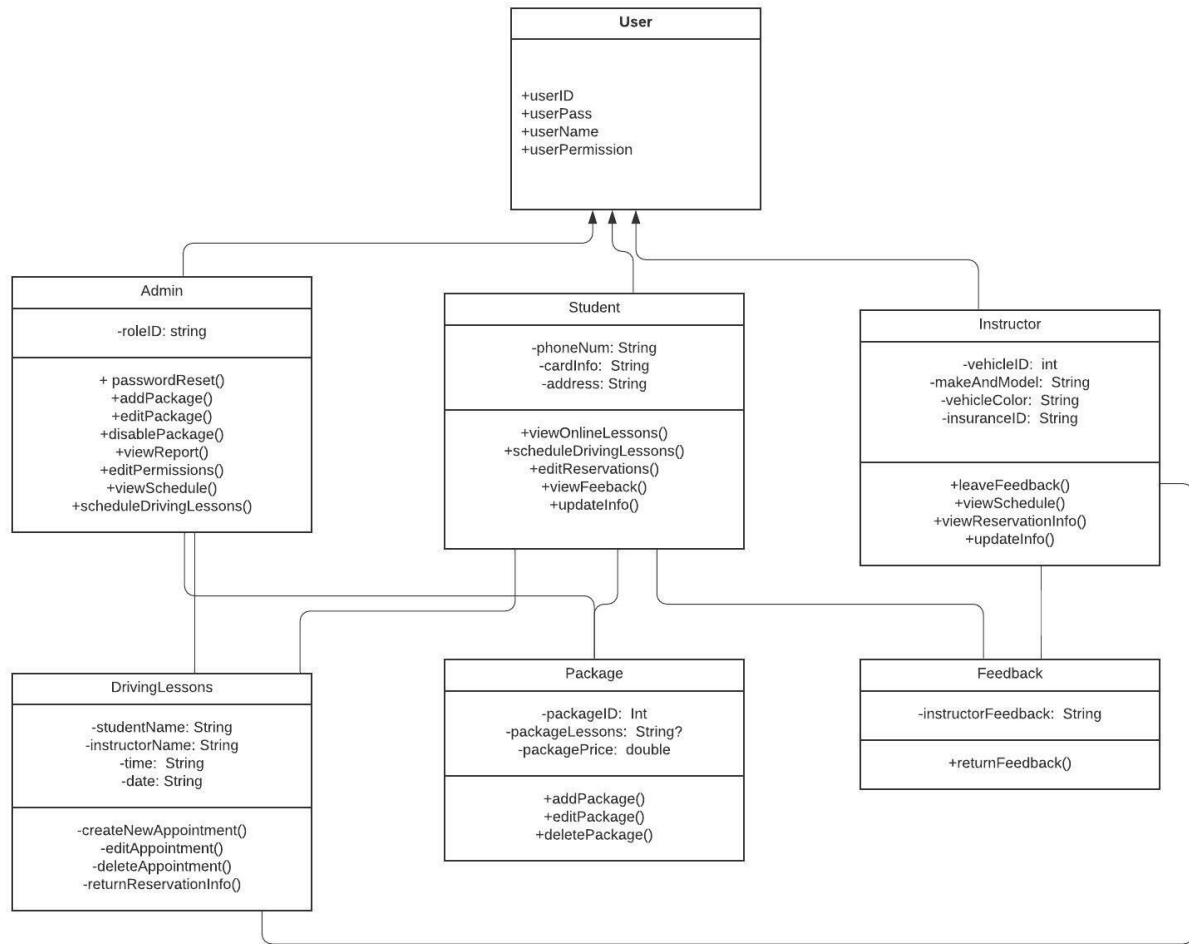 User
+userID
+userPass
+userName
+userPermission
Admin
-roleID: string
+ passwordReset()
+addPackage()
+editPackage()
+disablePackage()
+viewReport()
+editPermissions()
+viewSchedule()
+scheduleDrivingLessons()
Student
-phoneNum: String
-cardInfo: String
-address: String
+viewOnlineLessons()
+scheduleDrivingLessons()
+editReservations()
+viewFeeback()
+updateInfo()
Instructor
-vehicleID: int
-makeAndModel: String
-vehicleColor: String
-insuranceID: String
+leaveFeedback()
+viewSchedule()
+viewReservationInfo()
+updateInfo()
DrivingLessons
-studentName: String
-instructorName: String
-time: String
-date: String
-createNewAppointment()
-editAppointment()
-deleteAppointment()
-returnReservationInfo()
Package
-packageID: Int
-packageLessons: String?
-packagePrice: double
+addPackage()
+editPackage()
+deletePackage()
Feedback
-instructorFeedback: String
+returnFeedback()